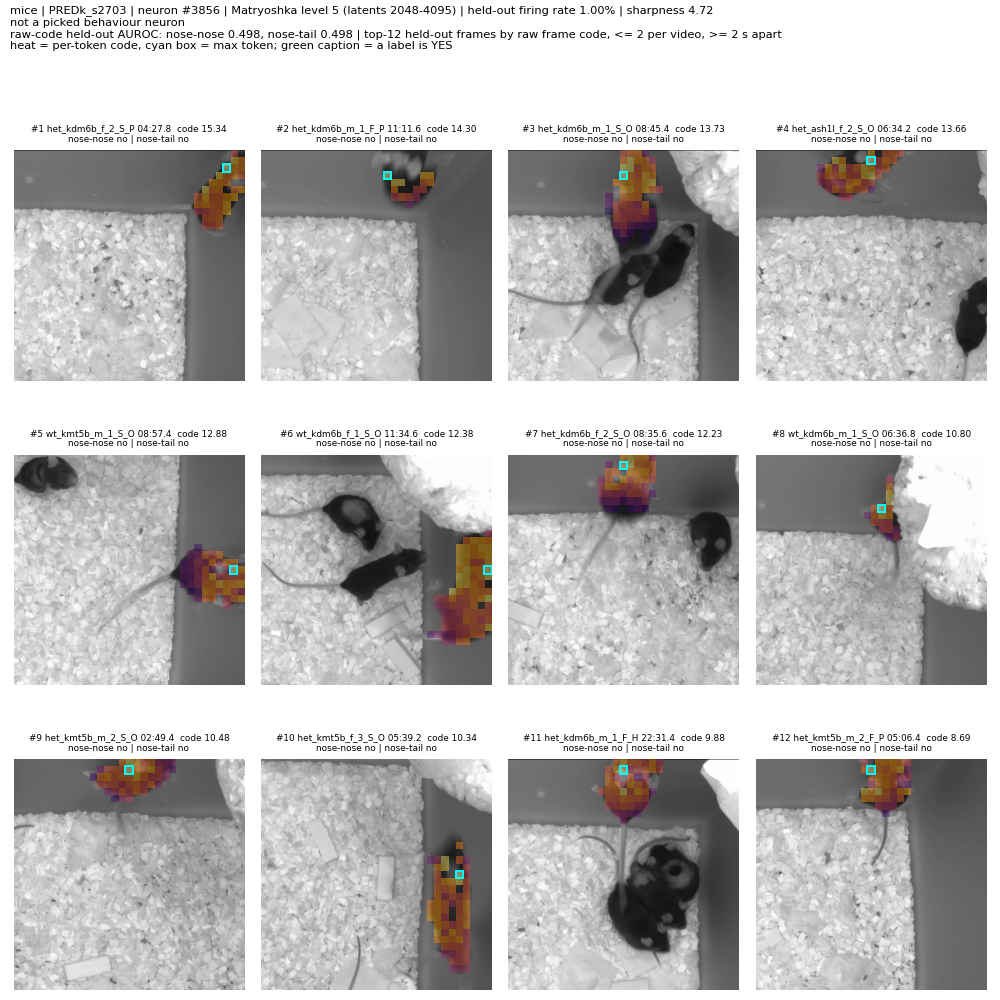 mice | PREDk_s2703 | neuron #3856 | Matryoshka level 5 (latents 2048-4095) | held-out firing rate 1.00% | sharpness 4.72
not a picked behaviour neuron
raw-code held-out AUROC: nose-nose 0.498, nose-tail 0.498 | top-12 held-out frames by raw frame code, <= 2 per video, >= 2 s apart
heat = per-token code, cyan box = max token; green caption = a label is YES
#1 het_kdm6b_f_2_S_P 04:27.8 code 15.34
nose-nose no | nose-tail no
#2 het_kdm6b_m_1_F_P 11:11.6 code 14.30
nose-nose no | nose-tail no
#3 het_kdm6b_m_1_S_O 08:45.4 code 13.73
nose-nose no | nose-tail no
#4 het_ash1l_f_2_S_O 06:34.2 code 13.66
nose-nose no | nose-tail no
#5 wt_kmt5b_m_1_S_O 08:57.4 code 12.88
nose-nose no | nose-tail no
#6 wt_kdm6b_f_1_S_O 11:34.6 code 12.38
nose-nose no | nose-tail no
#7 het_kdm6b_f_2_S_O 08:35.6 code 12.23
nose-nose no | nose-tail no
#8 wt_kdm6b_m_1_S_O 06:36.8 code 10.80
nose-nose no | nose-tail no
#9 het_kmt5b_m_2_S_O 02:49.4 code 10.48
nose-nose no | nose-tail no
#10 het_kmt5b_f_3_S_O 05:39.2 code 10.34
nose-nose no | nose-tail no
#11 het_kdm6b_m_1_F_H 22:31.4 code 9.88
nose-nose no | nose-tail no
#12 het_kmt5b_m_2_F_P 05:06.4 code 8.69
nose-nose no | nose-tail no